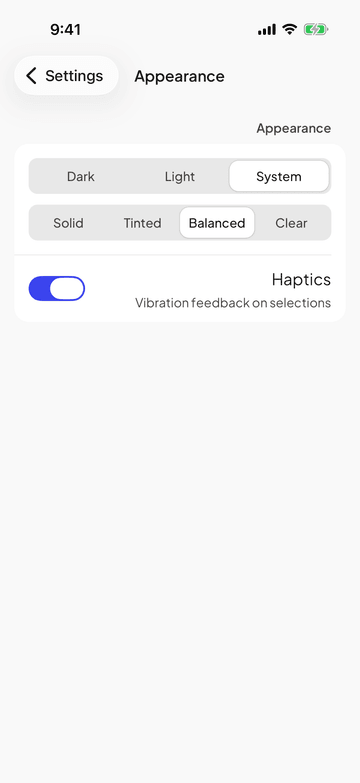 9:41
Settings
Appearance
Appearance
Dark
Light
System
Solid
Tinted
Balanced
Clear
Haptics
Vibration feedback on selections